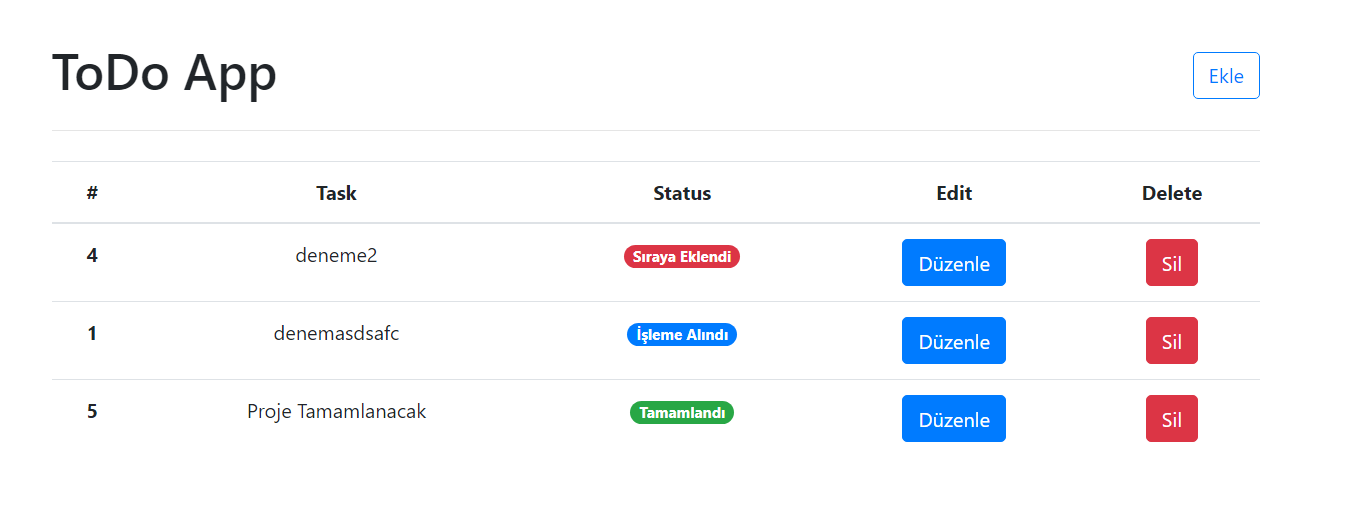 ToDo App
Ekle
# Task Status Edit Delete
4 deneme2 Sıraya Eklendi Düzenle Sil
1 denemasdsafc İşleme Alındı Düzenle Sil
5 Proje Tamamlanacak Tamamlandı Düzenle Sil